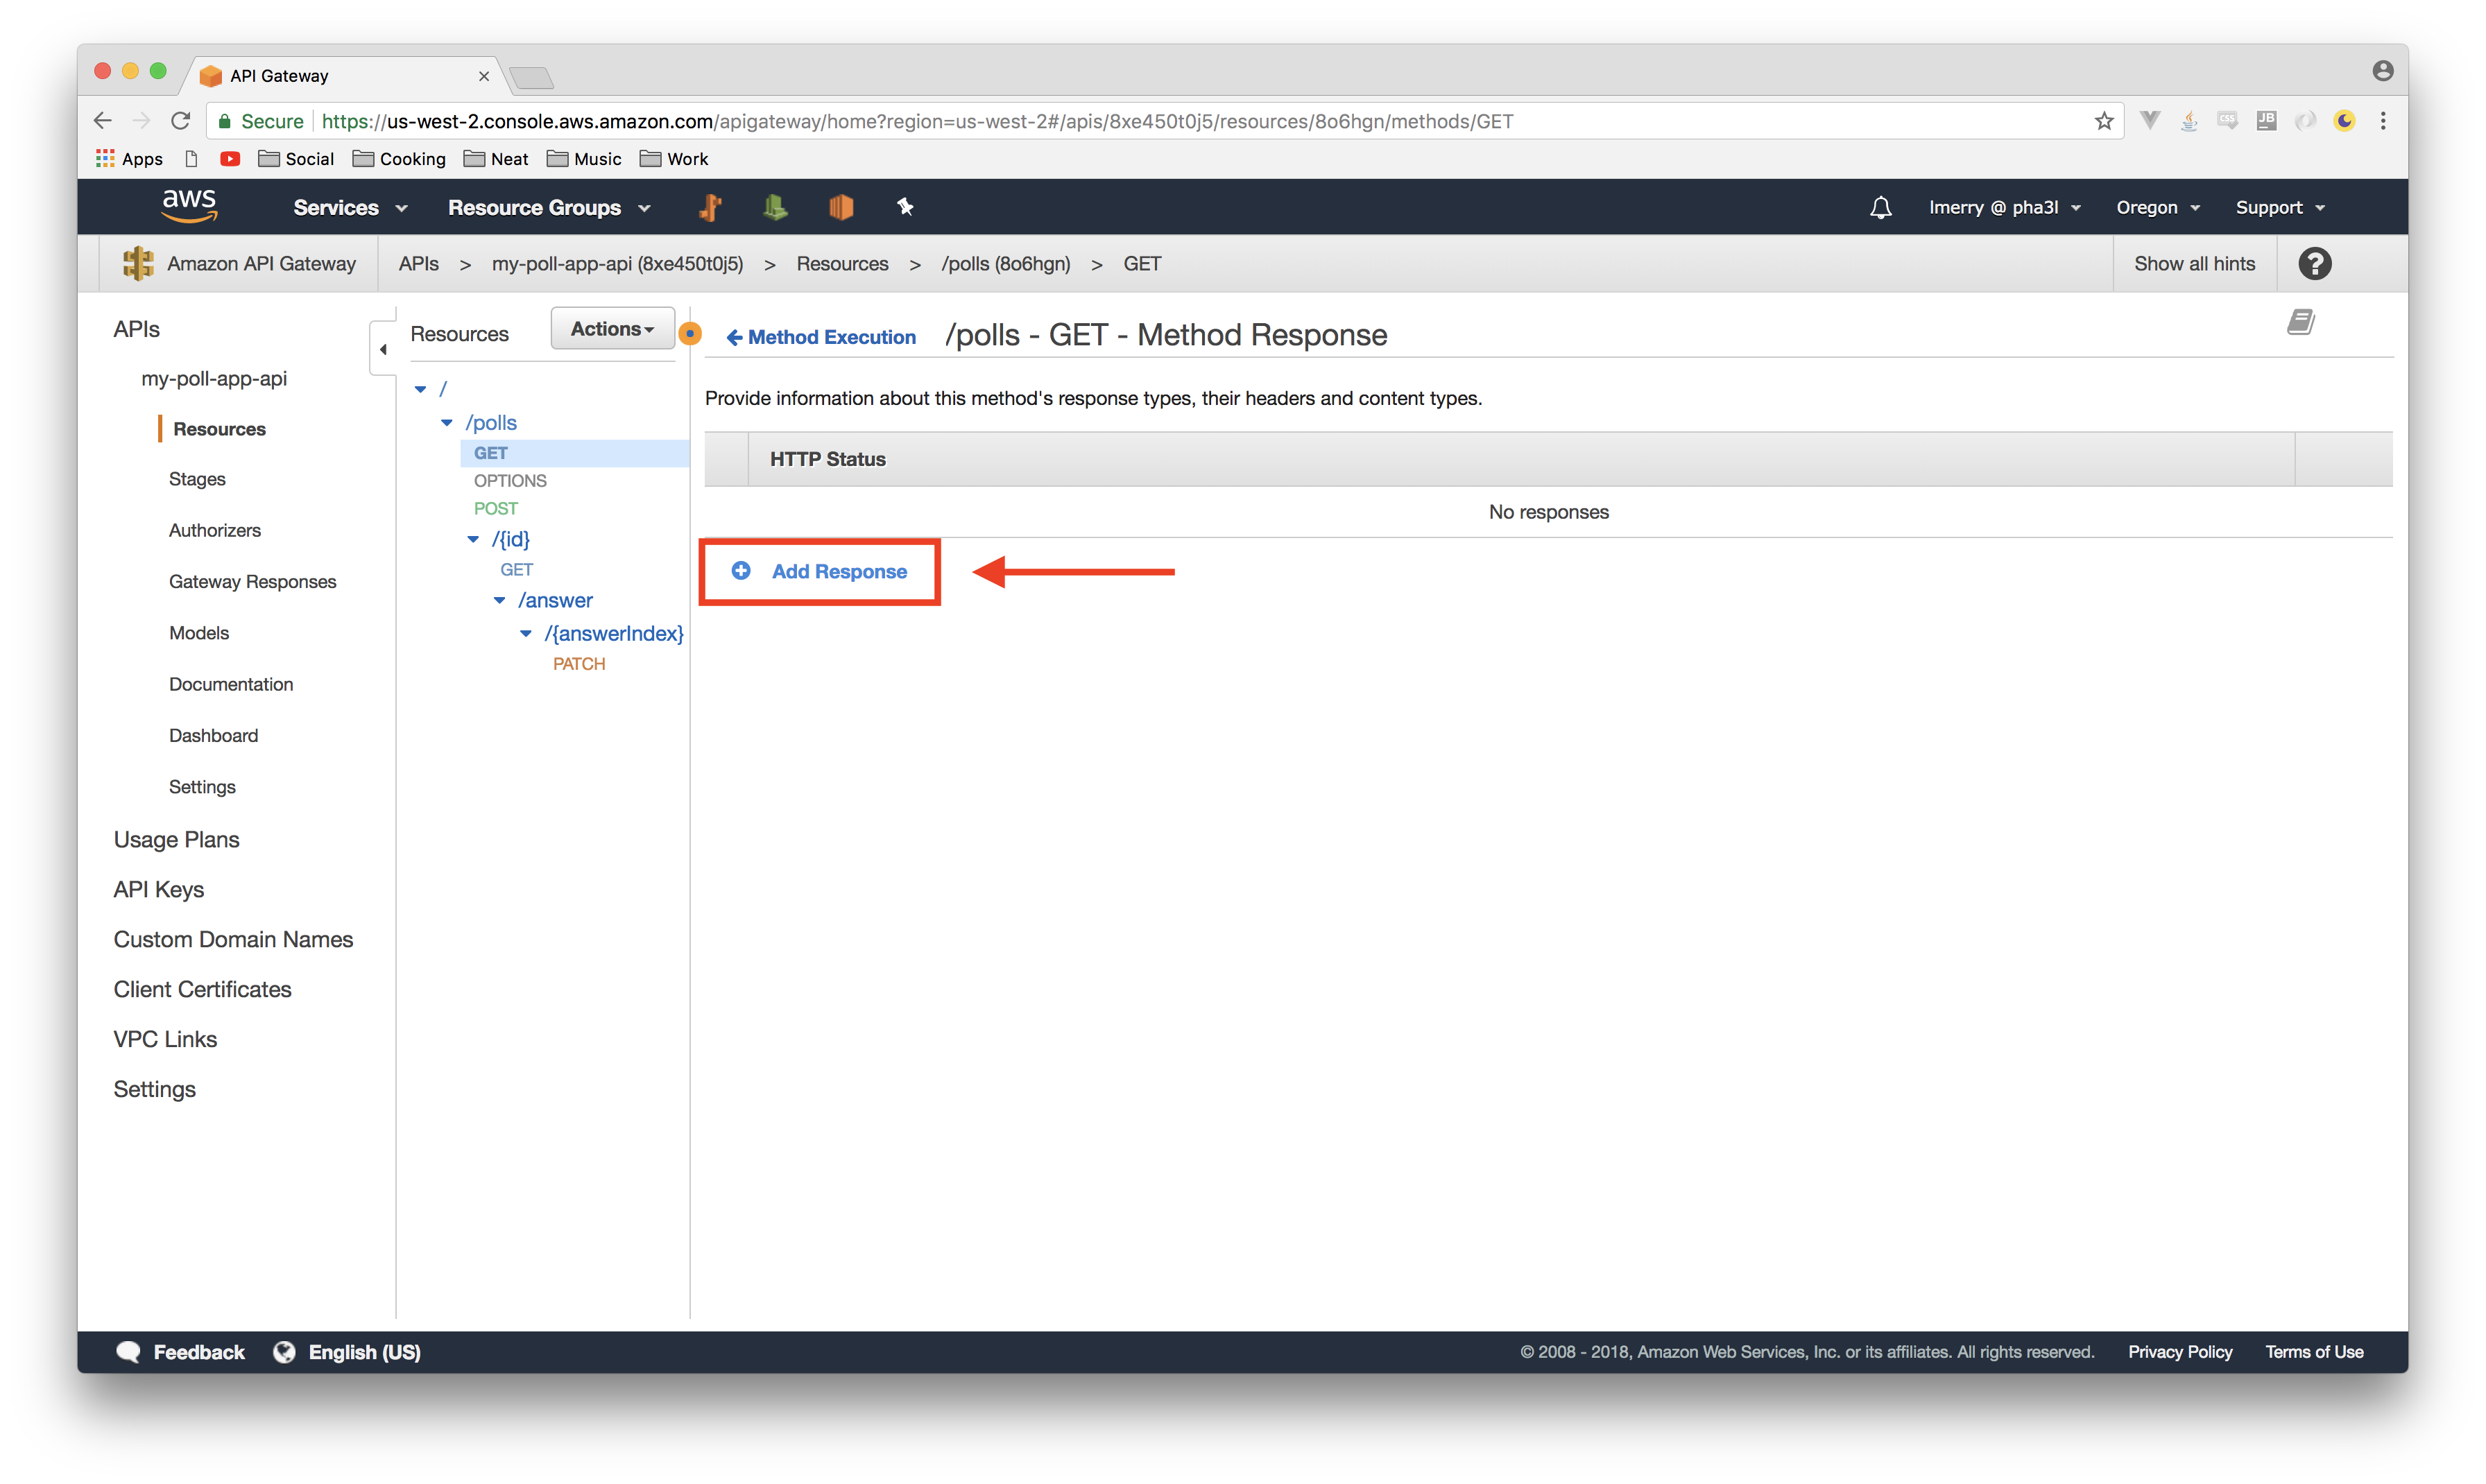 API Gateway
Secure https://us-west-2.console.aws.amazon.com/apigateway/home?region=us-west-2#/apis/8xe450t0j5/resources/8o6hgn/methods/GET
CSS
JB
Apps Social Cooking Neat Music Work
aws Services Resource Groups lmerry @ pha3l Oregon Support
Amazon API Gateway APIs > my-poll-app-api (8xe450t0j5) > Resources > /polls (8o6hgn) > GET Show all hints ?
APIs
my-poll-app-api
Resources
Stages
Authorizers
Gateway Responses
Models
Documentation
Dashboard
Settings
Usage Plans
API Keys
Custom Domain Names
Client Certificates
VPC Links
Settings
Resources Actions
/
/polls
GET
OPTIONS
POST
/{id}
GET
/answer
/{answerIndex}
PATCH
Method Execution /polls - GET - Method Response
Provide information about this method's response types, their headers and content types.
HTTP Status
No responses
Add Response
Feedback English (US) © 2008 - 2018, Amazon Web Services, Inc. or its affiliates. All rights reserved. Privacy Policy Terms of Use